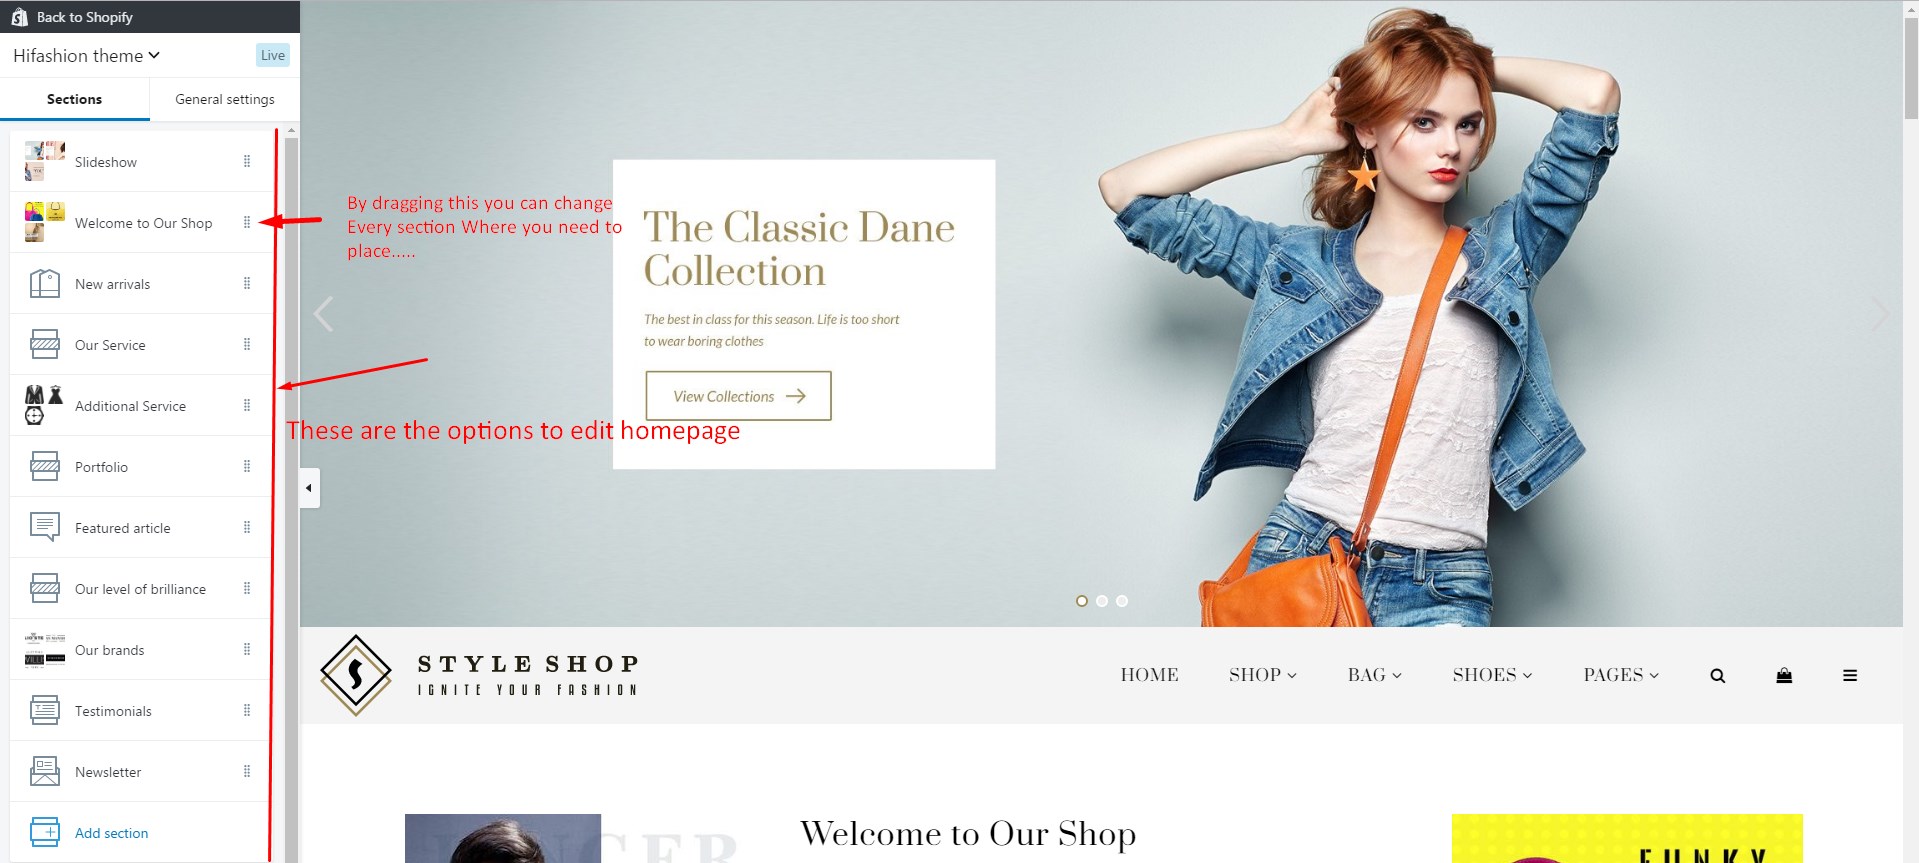 Back to Shopify
Hifashion theme
Live
Sections
General settings
Slideshow
Welcome to Our Shop
New arrivals
Our Service
Additional Service
Portfolio
Featured article
Our level of brilliance
Our brands
Testimonials
Newsletter
Add section
By dragging this you can change
Every section Where you need to
place.....
These are the options to edit homepage
The Classic Dane
Collection
The best in class for this season. Life is too short
to wear boring clothes
View Collections
S
STYLE SHOP
IGNITE YOUR FASHION
HOME
SHOP
BAG
SHOES
PAGES
Welcome to Our Shop
FUNKY